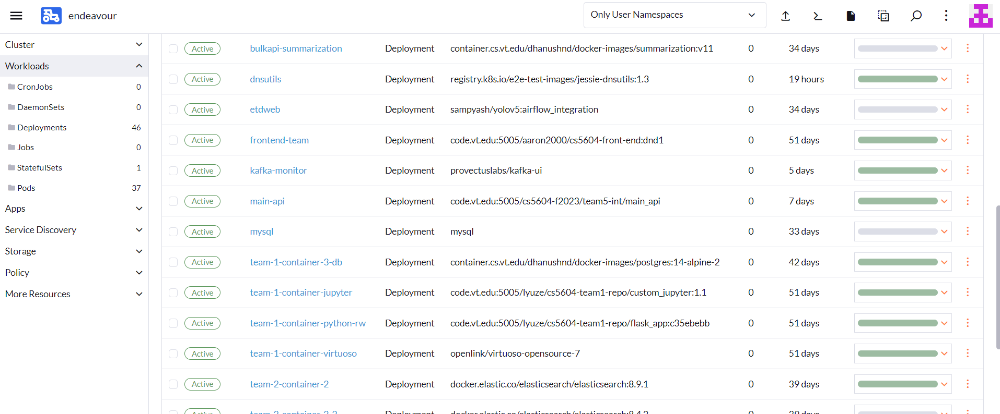 endeavour
Only User Namespaces
Cluster
Workloads
CronJobs 0
DaemonSets 0
Deployments 46
Jobs 0
StatefulSets 1
Pods 37
Apps
Service Discovery
Storage
Policy
More Resources
Active bulkapi-summarization Deployment container.cs.vt.edu/dhanushnd/docker-images/summarization:v11 0 34 days
Active dnsutils Deployment registry.k8s.io/e2e-test-images/jessie-dnsutils:1.3 0 19 hours
Active etdweb Deployment sampyash/yolov5:airflow_integration 0 34 days
Active frontend-team Deployment code.vt.edu:5005/aaron2000/cs5604-front-end:dnd1 0 51 days
Active kafka-monitor Deployment provectuslabs/kafka-ui 0 5 days
Active main-api Deployment code.vt.edu:5005/cs5604-f2023/team5-int/main_api 0 7 days
Active mysql Deployment mysql 0 33 days
Active team-1-container-3-db Deployment container.cs.vt.edu/dhanushnd/docker-images/postgres:14-alpine-2 0 42 days
Active team-1-container-jupyter Deployment code.vt.edu:5005/lyuze/cs5604-team1-repo/custom_jupyter:1.1 0 51 days
Active team-1-container-python-rw Deployment code.vt.edu:5005/lyuze/cs5604-team1-repo/flask_app:c35ebebb 0 51 days
Active team-1-container-virtuoso Deployment openlink/virtuoso-opensource-7 0 51 days
Active team-2-container-2 Deployment docker.elastic.co/elasticsearch/elasticsearch:8.9.1 0 39 days
Active Deployment 0 39 days